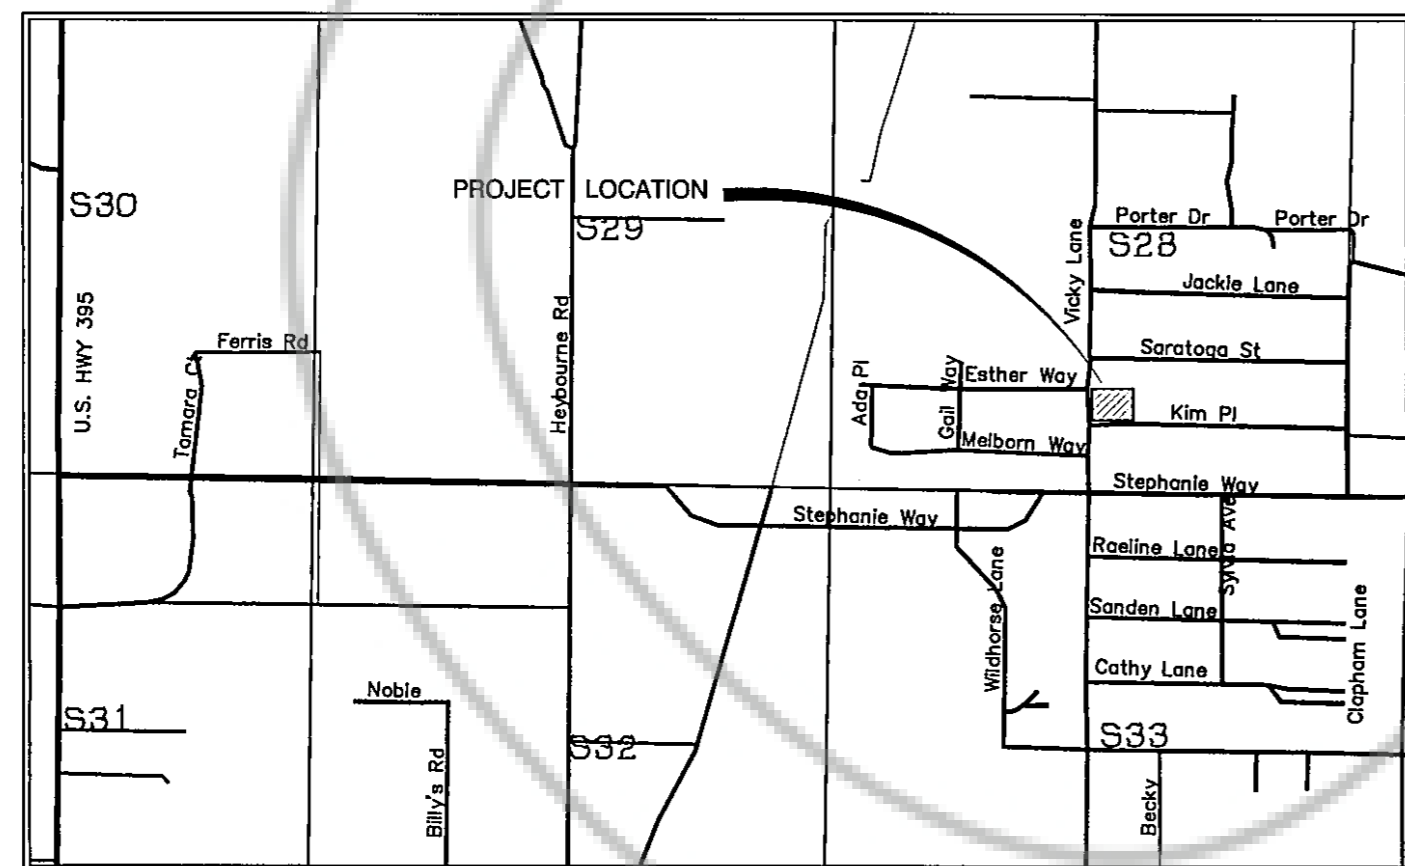 S30
PROJECT LOCATION
S29
Porter Dr
Porter Dr
S28
Vicky Lane
Jackie Lane
U.S. HWY 395
Heybourne Rd
Ferris Rd
Tamara Ct
Saratoga St
Ada Pl
Gail Way
Esther Way
Kim Pl
Melborn Way
Stephanie Way
Stephanie Way
Raeline Lane
Sylvia Ave
Wildhorse Lane
Sanden Lane
Clapham Lane
Cathy Lane
Noble
S31
S32
S33
Billy's Rd
Becky